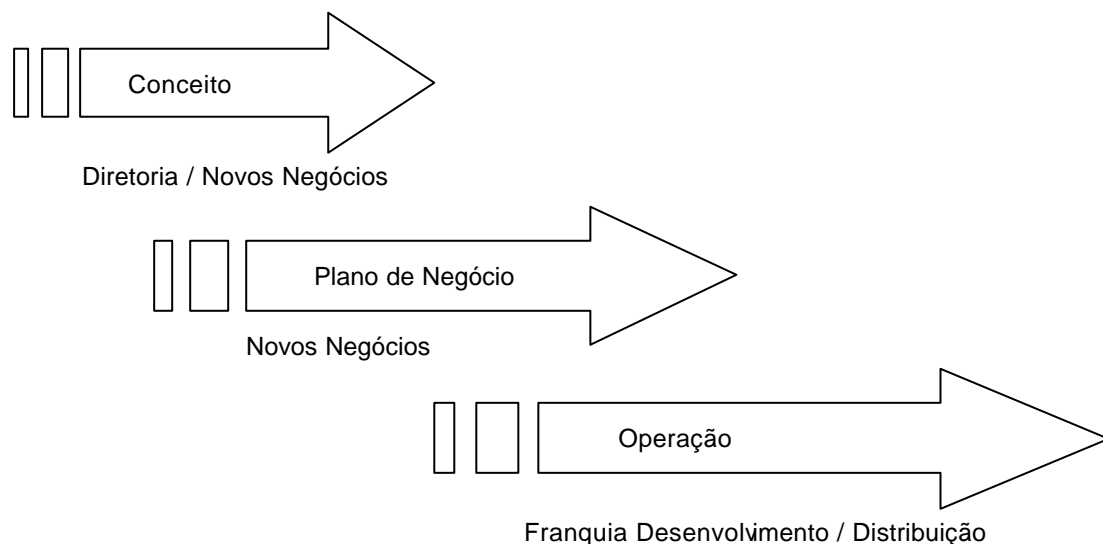 Conceito
Diretoria / Novos Negócios
Plano de Negócio
Novos Negócios
Operação
Franquia Desenvolvimento / Distribuição